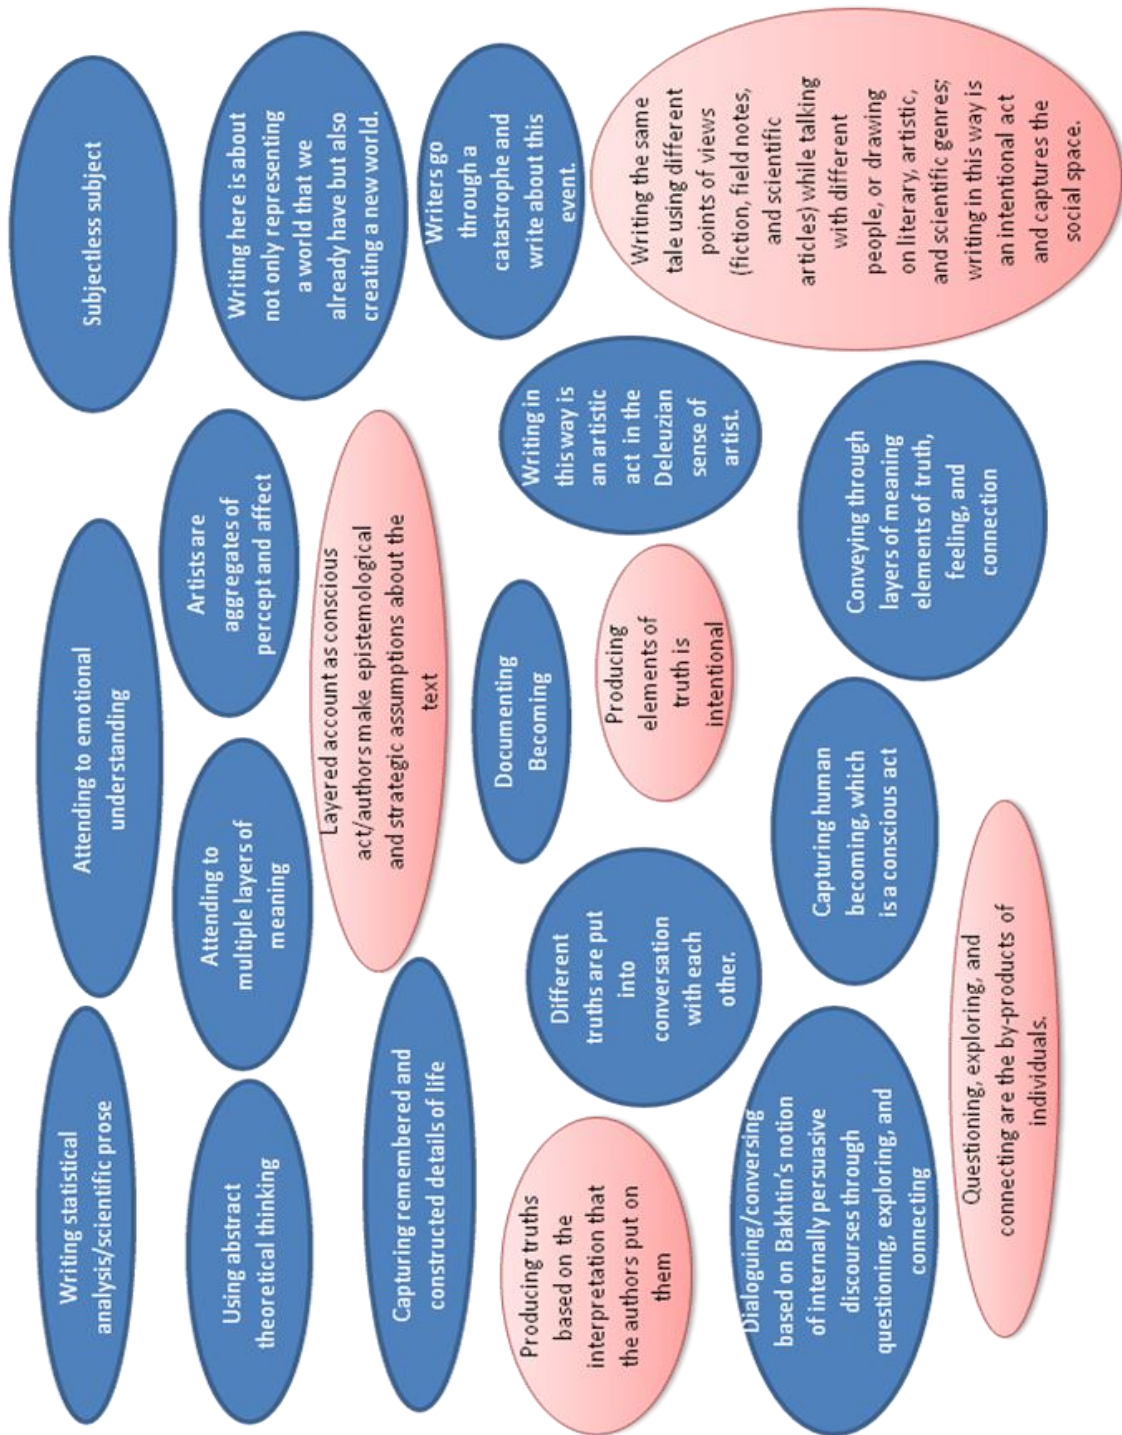 Writing statistical
analysis/scientific prose
Attending to emotional
understanding
Subjectless subject
Using abstract
theoretical thinking
Attending to
multiple layers of
meaning
Artists are
aggregates of
percept and affect
Writing here is about
not only representing
a world that we
already have but also
creating a new world.
Capturing remembered and
constructed details of life
Layered account as conscious
act/authors make epistemological
and strategic assumptions about the
text
Writers go
through a
catastrophe and
write about this
event.
Producing truths
based on the
interpretation that
the authors put on
them
Different
truths are put
into
conversation
with each
other.
Documenting
Becoming
Producing
elements of
truth is
intentional
Writing in
this way is
an artistic
act in the
Deleuzian
sense of
artist.
Writing the same
tale using different
points of views
(fiction, field notes,
and scientific
articles) while talking
with different
people, or drawing
on literary, artistic,
and scientific genres;
writing in this way is
an intentional act
and captures the
social space.
Dialoguing/conversing
based on Bakhtin's notion
of internally persuasive
discourses through
questioning, exploring, and
connecting
Capturing human
becoming, which
is a conscious act
Conveying through
layers of meaning
elements of truth,
feeling, and
connection
Questioning, exploring, and
connecting are the by-products of
individuals.